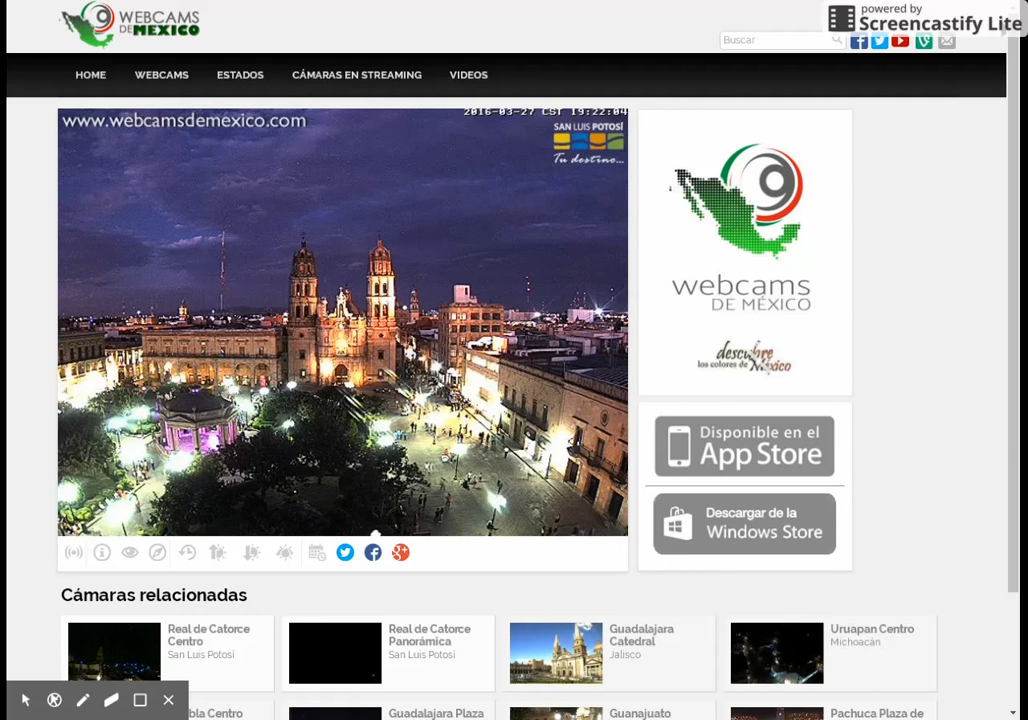 powered by
Screencastify Lite
WEBCAMS
DE MEXICO
Buscar
HOME
WEBCAMS
ESTADOS
CÁMARAS EN STREAMING
VIDEOS
2016-03-27 CST 19:22:04
www.webcamsdemexico.com
SAN LUIS POTOSÍ
Tu destino...
webcams
DE MÉXICO
descubre
los colores de México
Disponible en el
App Store
Descargar de la
Windows Store
Cámaras relacionadas
Real de Catorce
Centro
San Luis Potosí
Real de Catorce
Panorámica
San Luis Potosí
Guadalajara
Catedral
Jalisco
Uruapan Centro
Michoacán
bla Centro
Guadalajara Plaza
Guanajuato
Pachuca Plaza de